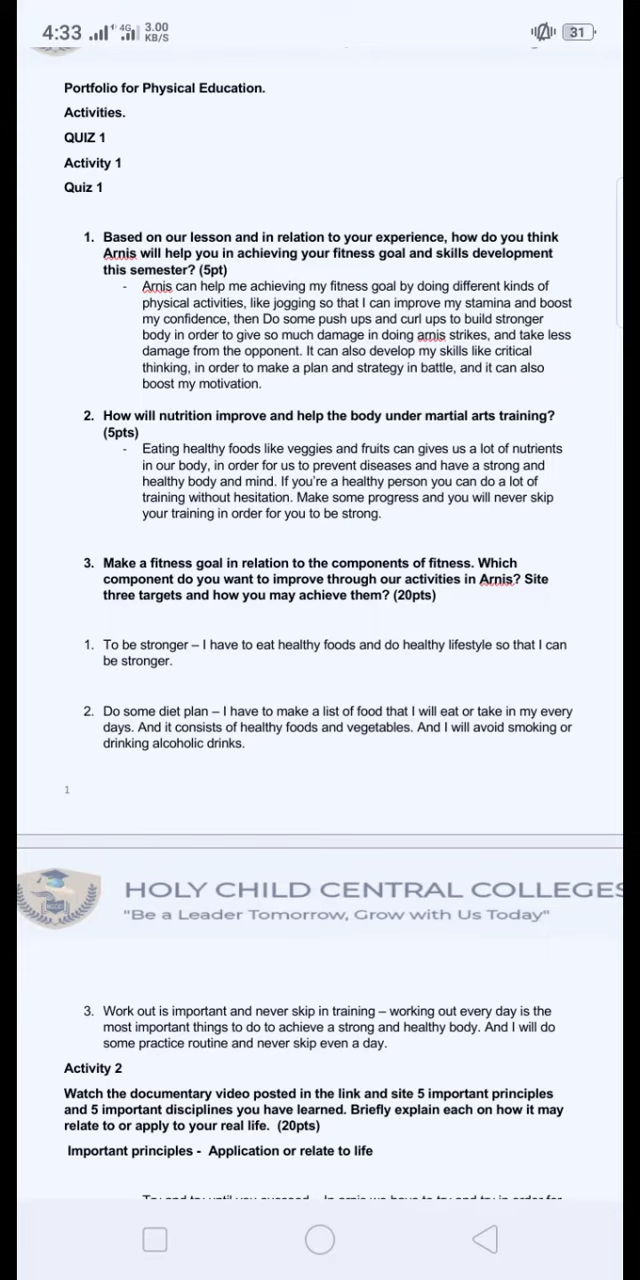 4:33 4G 3.00 KB/S 31
Portfolio for Physical Education.
Activities.
QUIZ 1
Activity 1
Quiz 1
1. Based on our lesson and in relation to your experience, how do you think
Arnis will help you in achieving your fitness goal and skills development
this semester? (5pt)
- Arnis can help me achieving my fitness goal by doing different kinds of
physical activities, like jogging so that I can improve my stamina and boost
my confidence, then Do some push ups and curl ups to build stronger
body in order to give so much damage in doing arnis strikes, and take less
damage from the opponent. It can also develop my skills like critical
thinking, in order to make a plan and strategy in battle, and it can also
boost my motivation.
2. How will nutrition improve and help the body under martial arts training?
(5pts)
- Eating healthy foods like veggies and fruits can gives us a lot of nutrients
in our body, in order for us to prevent diseases and have a strong and
healthy body and mind. If you're a healthy person you can do a lot of
training without hesitation. Make some progress and you will never skip
your training in order for you to be strong.
3. Make a fitness goal in relation to the components of fitness. Which
component do you want to improve through our activities in Arnis? Site
three targets and how you may achieve them? (20pts)
1. To be stronger – I have to eat healthy foods and do healthy lifestyle so that I can
be stronger.
2. Do some diet plan – I have to make a list of food that I will eat or take in my every
days. And it consists of healthy foods and vegetables. And I will avoid smoking or
drinking alcoholic drinks.
1
HOLY CHILD CENTRAL COLLEGES
"Be a Leader Tomorrow, Grow with Us Today"
3. Work out is important and never skip in training – working out every day is the
most important things to do to achieve a strong and healthy body. And I will do
some practice routine and never skip even a day.
Activity 2
Watch the documentary video posted in the link and site 5 important principles
and 5 important disciplines you have learned. Briefly explain each on how it may
relate to or apply to your real life. (20pts)
Important principles - Application or relate to life